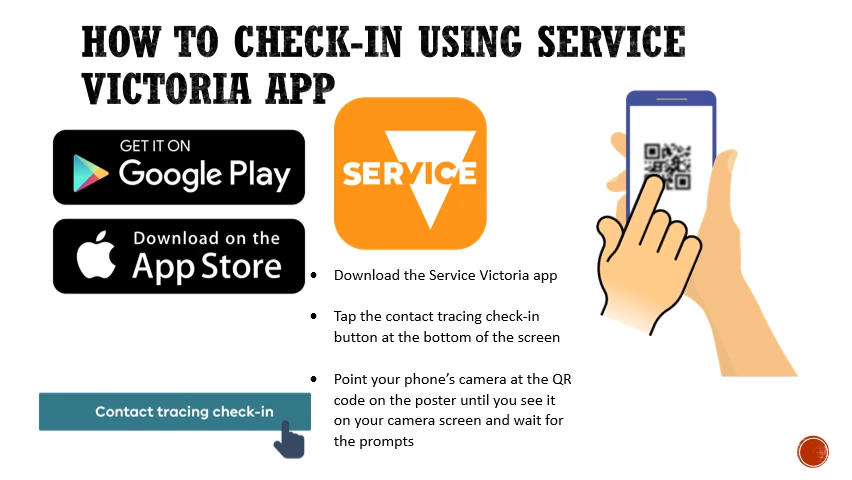 HOW TO CHECK-IN USING SERVICE
VICTORIA APP
GET IT ON
Google Play
Download on the
App Store
SERVICE
• Download the Service Victoria app
• Tap the contact tracing check-in
button at the bottom of the screen
• Point your phone’s camera at the QR
code on the poster until you see it
on your camera screen and wait for
the prompts
Contact tracing check-in